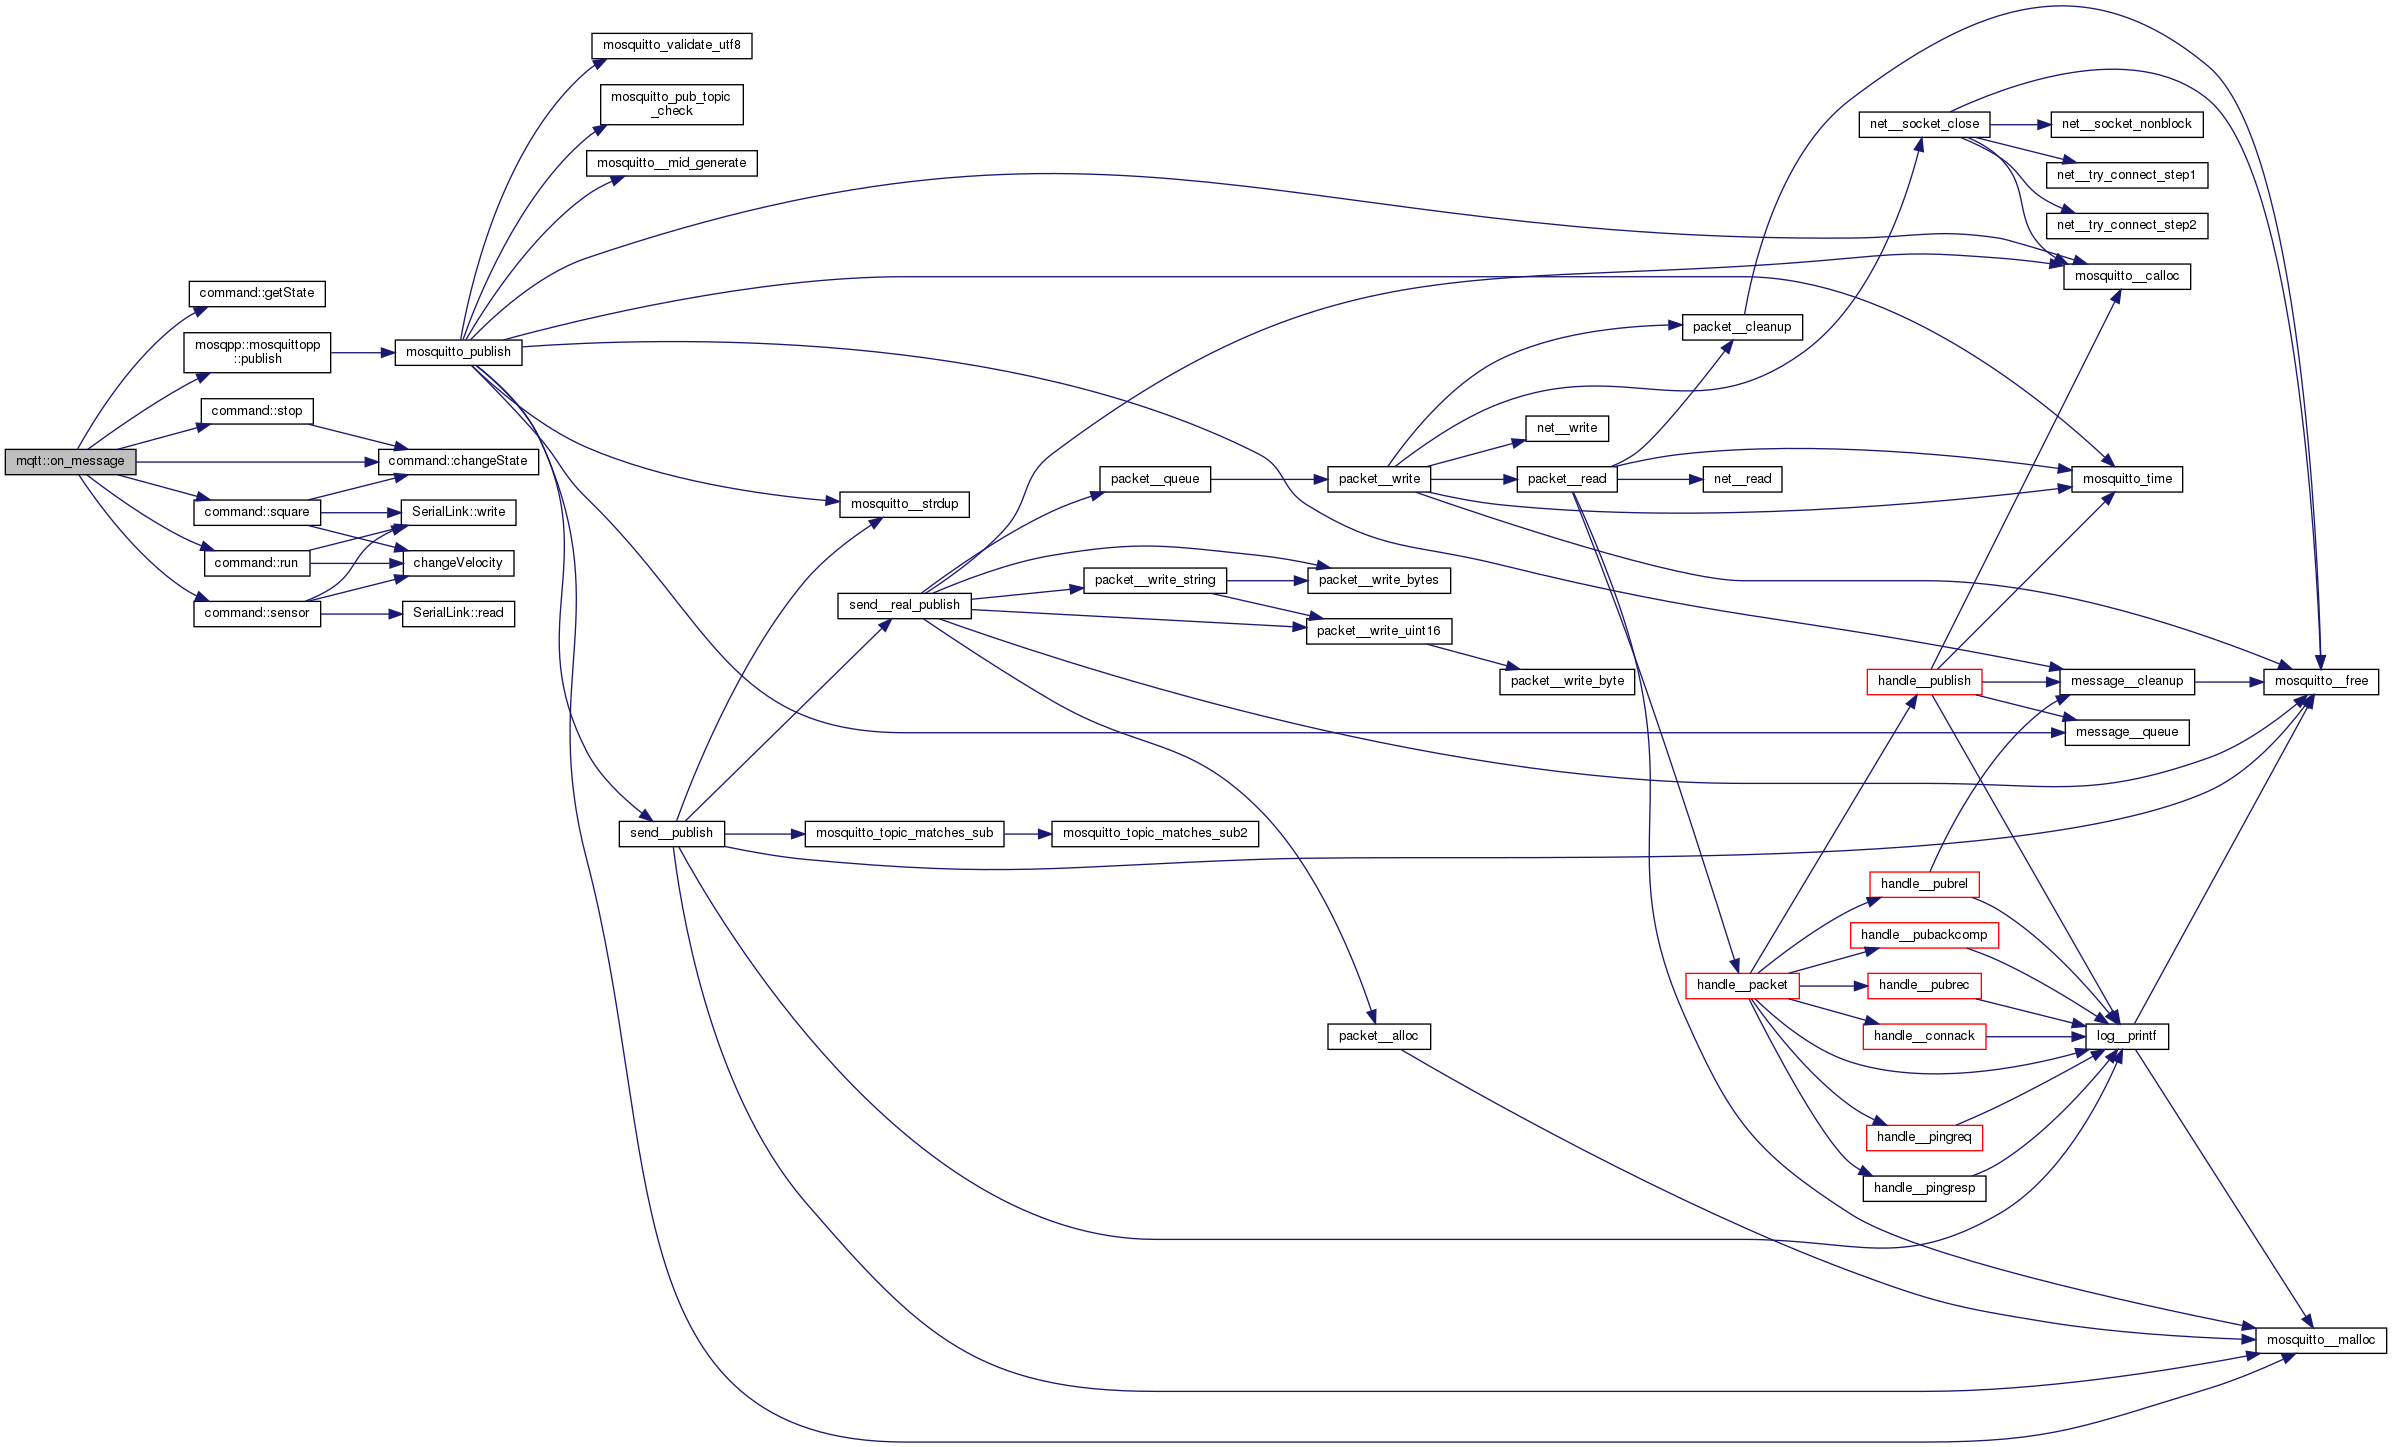 mqtt::on_message
command::getState
mosqpp::mosquittopp
::publish
command::stop
command::square
command::run
command::sensor
mosquitto_publish
command::changeState
SerialLink::write
changeVelocity
SerialLink::read
mosquitto_validate_utf8
mosquitto_pub_topic
_check
mosquitto__mid_generate
send__publish
mosquitto__strdup
send__real_publish
mosquitto_topic_matches_sub
packet__queue
packet__write_string
mosquitto_topic_matches_sub2
packet__write
packet__write_bytes
packet__write_uint16
packet__alloc
net__write
packet__read
packet__write_byte
packet__cleanup
net__read
handle__packet
net__socket_close
handle__publish
handle__pubrel
handle__pubackcomp
handle__pubrec
handle__connack
handle__pingreq
handle__pingresp
net__socket_nonblock
net__try_connect_step1
net__try_connect_step2
mosquitto__calloc
mosquitto_time
message__cleanup
message__queue
log__printf
mosquitto__free
mosquitto__malloc